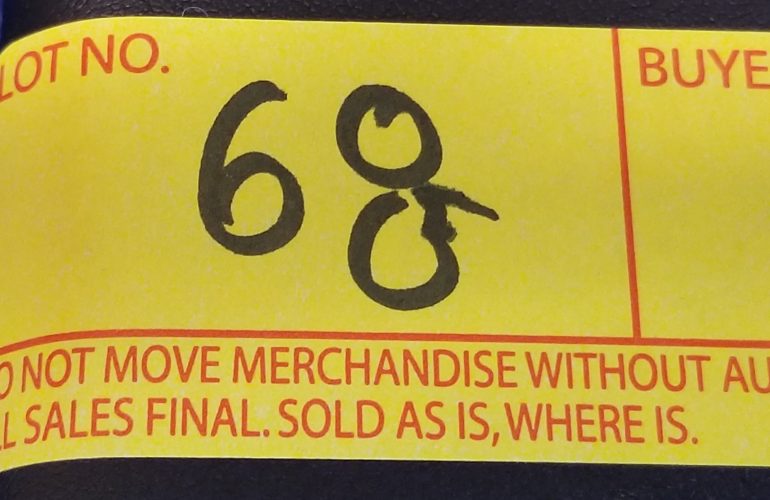 LOT NO. 68 BUYE
O NOT MOVE MERCHANDISE WITHOUT AU
L SALES FINAL. SOLD AS IS, WHERE IS.